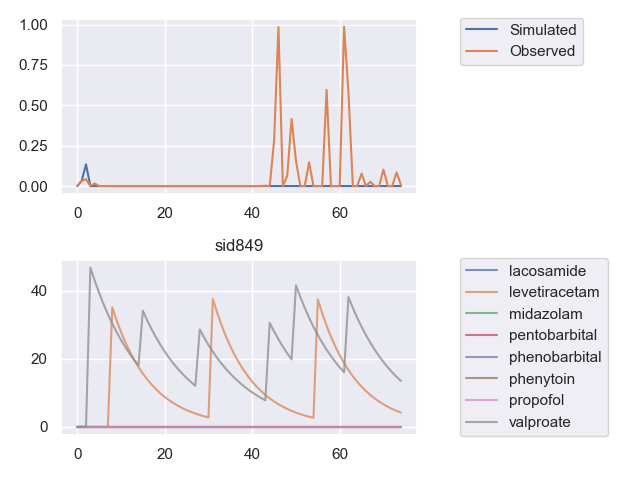 1.00
0.75
0.50
0.25
0.00
0 20 40 60
Simulated
Observed
sid849
40
20
0
0 20 40 60
lacosamide
levetiracetam
midazolam
pentobarbital
phenobarbital
phenytoin
propofol
valproate